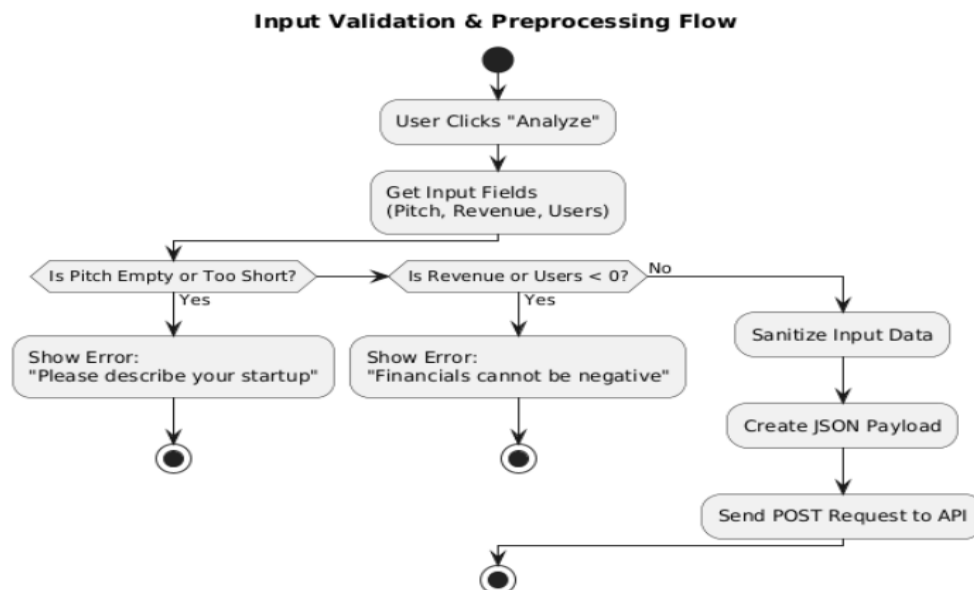 Input Validation & Preprocessing Flow
User Clicks "Analyze"
Get Input Fields
(Pitch, Revenue, Users)
Is Pitch Empty or Too Short?
Is Revenue or Users < 0?
No
Yes
Yes
Sanitize Input Data
Show Error:
"Please describe your startup"
Show Error:
"Financials cannot be negative"
Create JSON Payload
Send POST Request to API